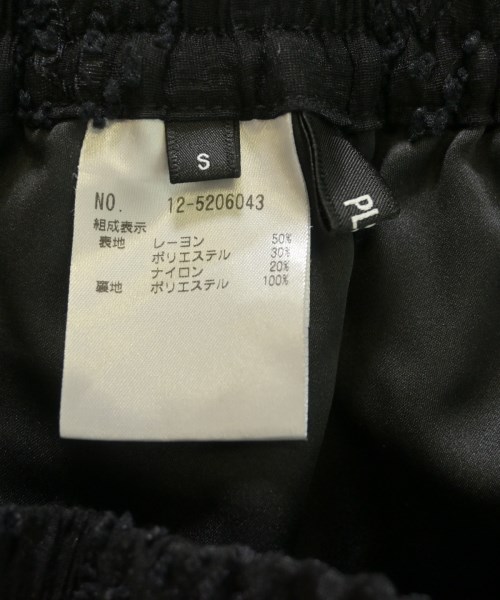 S
PL
NO. 12-5206043
組成表示
表地 レーヨン 50%
ポリエステル 30%
ナイロン 20%
裏地 ポリエステル 100%